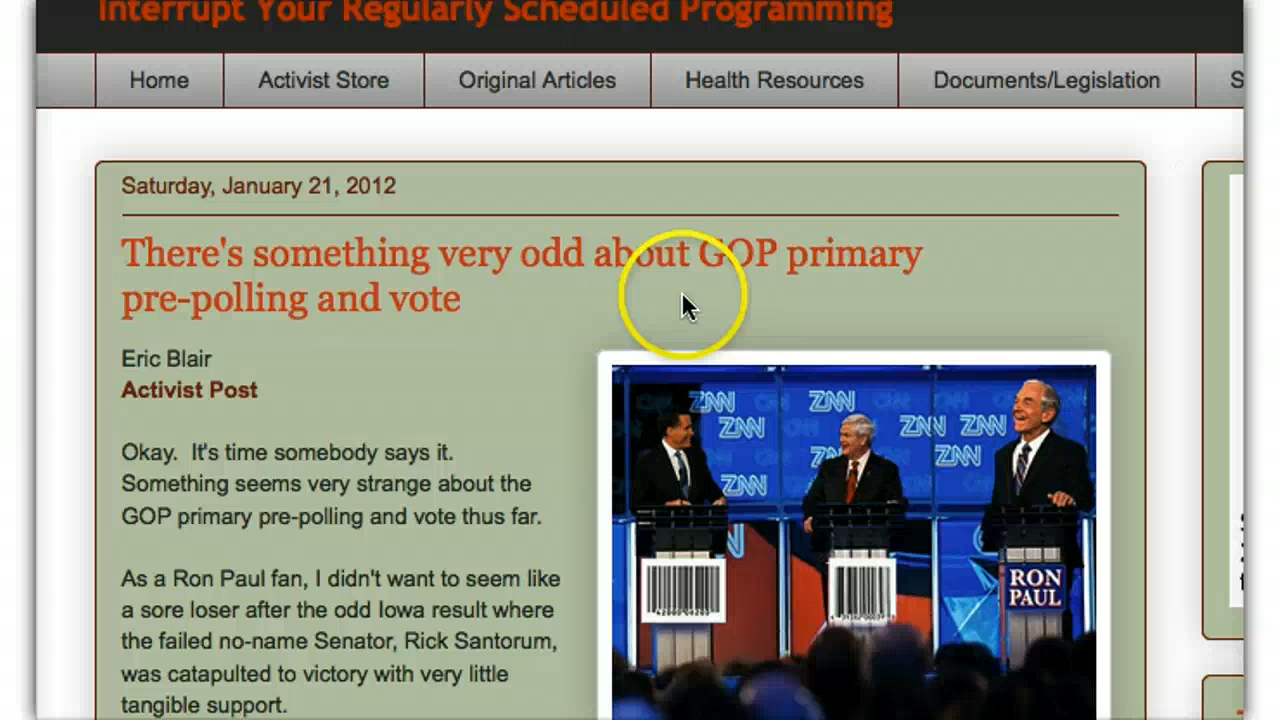 Interrupt Your Regularly Scheduled Programming
Home
Activist Store
Original Articles
Health Resources
Documents/Legislation
S
Saturday, January 21, 2012
There's something very odd about GOP primary
pre-polling and vote
Eric Blair
Activist Post
Okay.  It's time somebody says it.
Something seems very strange about the
GOP primary pre-polling and vote thus far.
As a Ron Paul fan, I didn't want to seem like
a sore loser after the odd Iowa result where
the failed no-name Senator, Rick Santorum,
was catapulted to victory with very little
tangible support.
ZNN ZNN
ZNN ZNN ZNN
ZNN ZNN
ZNN
RON
PAUL